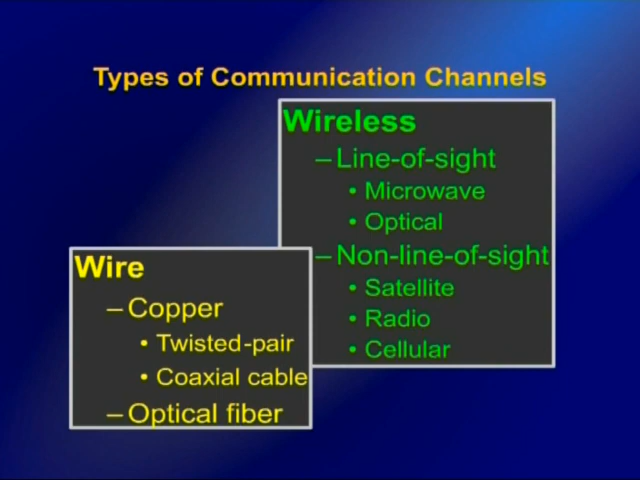 Types of Communication Channels
Wireless
– Line-of-sight
• Microwave
• Optical
– Non-line-of-sight
• Satellite
• Radio
• Cellular
Wire
– Copper
• Twisted-pair
• Coaxial cable
– Optical fiber